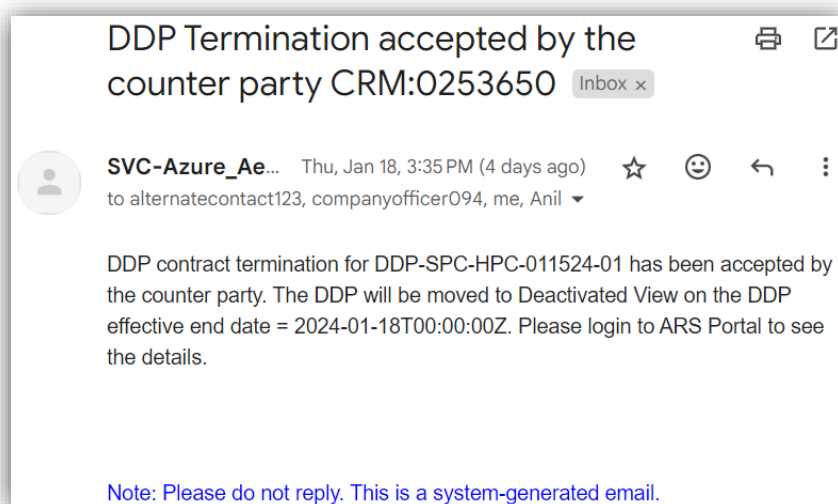 DDP Termination accepted by the
counter party CRM:0253650 Inbox ×
SVC-Azure_Ae... Thu, Jan 18, 3:35 PM (4 days ago)
to alternatecontact123, companyofficer094, me, Anil
DDP contract termination for DDP-SPC-HPC-011524-01 has been accepted by
the counter party. The DDP will be moved to Deactivated View on the DDP
effective end date = 2024-01-18T00:00:00Z. Please login to ARS Portal to see
the details.
Note: Please do not reply. This is a system-generated email.